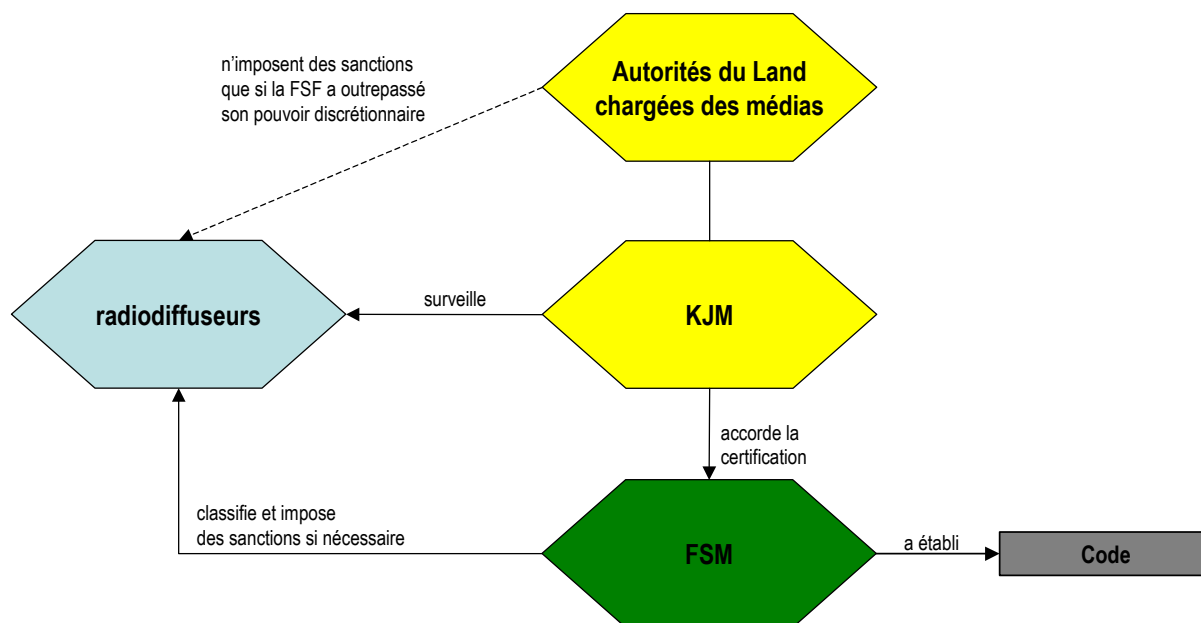 n'imposent des sanctions
que si la FSF a outrepassé
son pouvoir discrétionnaire
Autorités du Land
chargées des médias
radiodiffuseurs
surveille
KJM
accorde la
certification
classifie et impose
des sanctions si nécessaire
FSM
a établi
Code